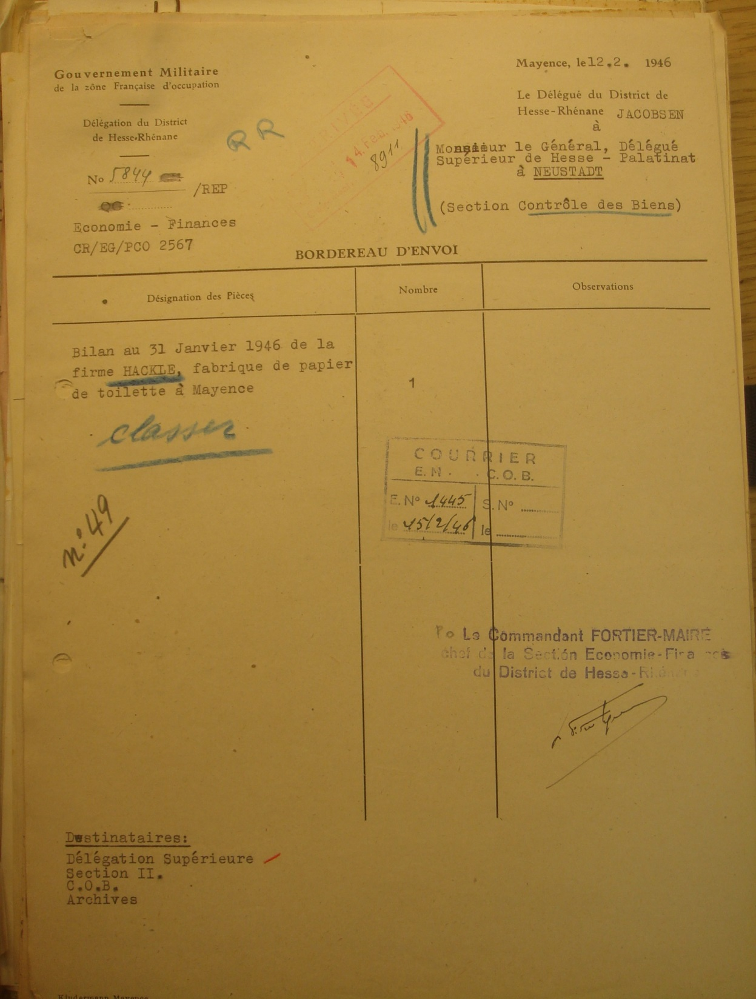 Gouvernement Militaire
de la zône Française d'occupation
Délégation du District
de Hesse-Rhénane
No 5844
/REP
Economie - Finances
CR/EG/PCO 2567
RR
14. Feb. 1946
8911
Mayence, le 12.2. 1946
Le Délégué du District de
Hesse-Rhénane JACOBSEN
à
Monsieur le Général, Délégué
Supérieur de Hesse - Palatinat
à NEUSTADT
(Section Contrôle des Biens)
BORDEREAU D'ENVOI
Désignation des Pièces
Nombre
Observations
Bilan au 31 Janvier 1946 de la
firme HACKLE, fabrique de papier
de toilette à Mayence
1
classer
n° 49
COURRIER
E.M. . C.O.B.
E. No 1445 S. No
le 15/2/46 le
Po Le Commandant FORTIER-MAIRE
chef de la Section Economie-Finances
du District de Hesse-Rhénane
Destinataires:
Délégation Supérieure
Section II.
C.O.B.
Archives
Kindermann Mayence